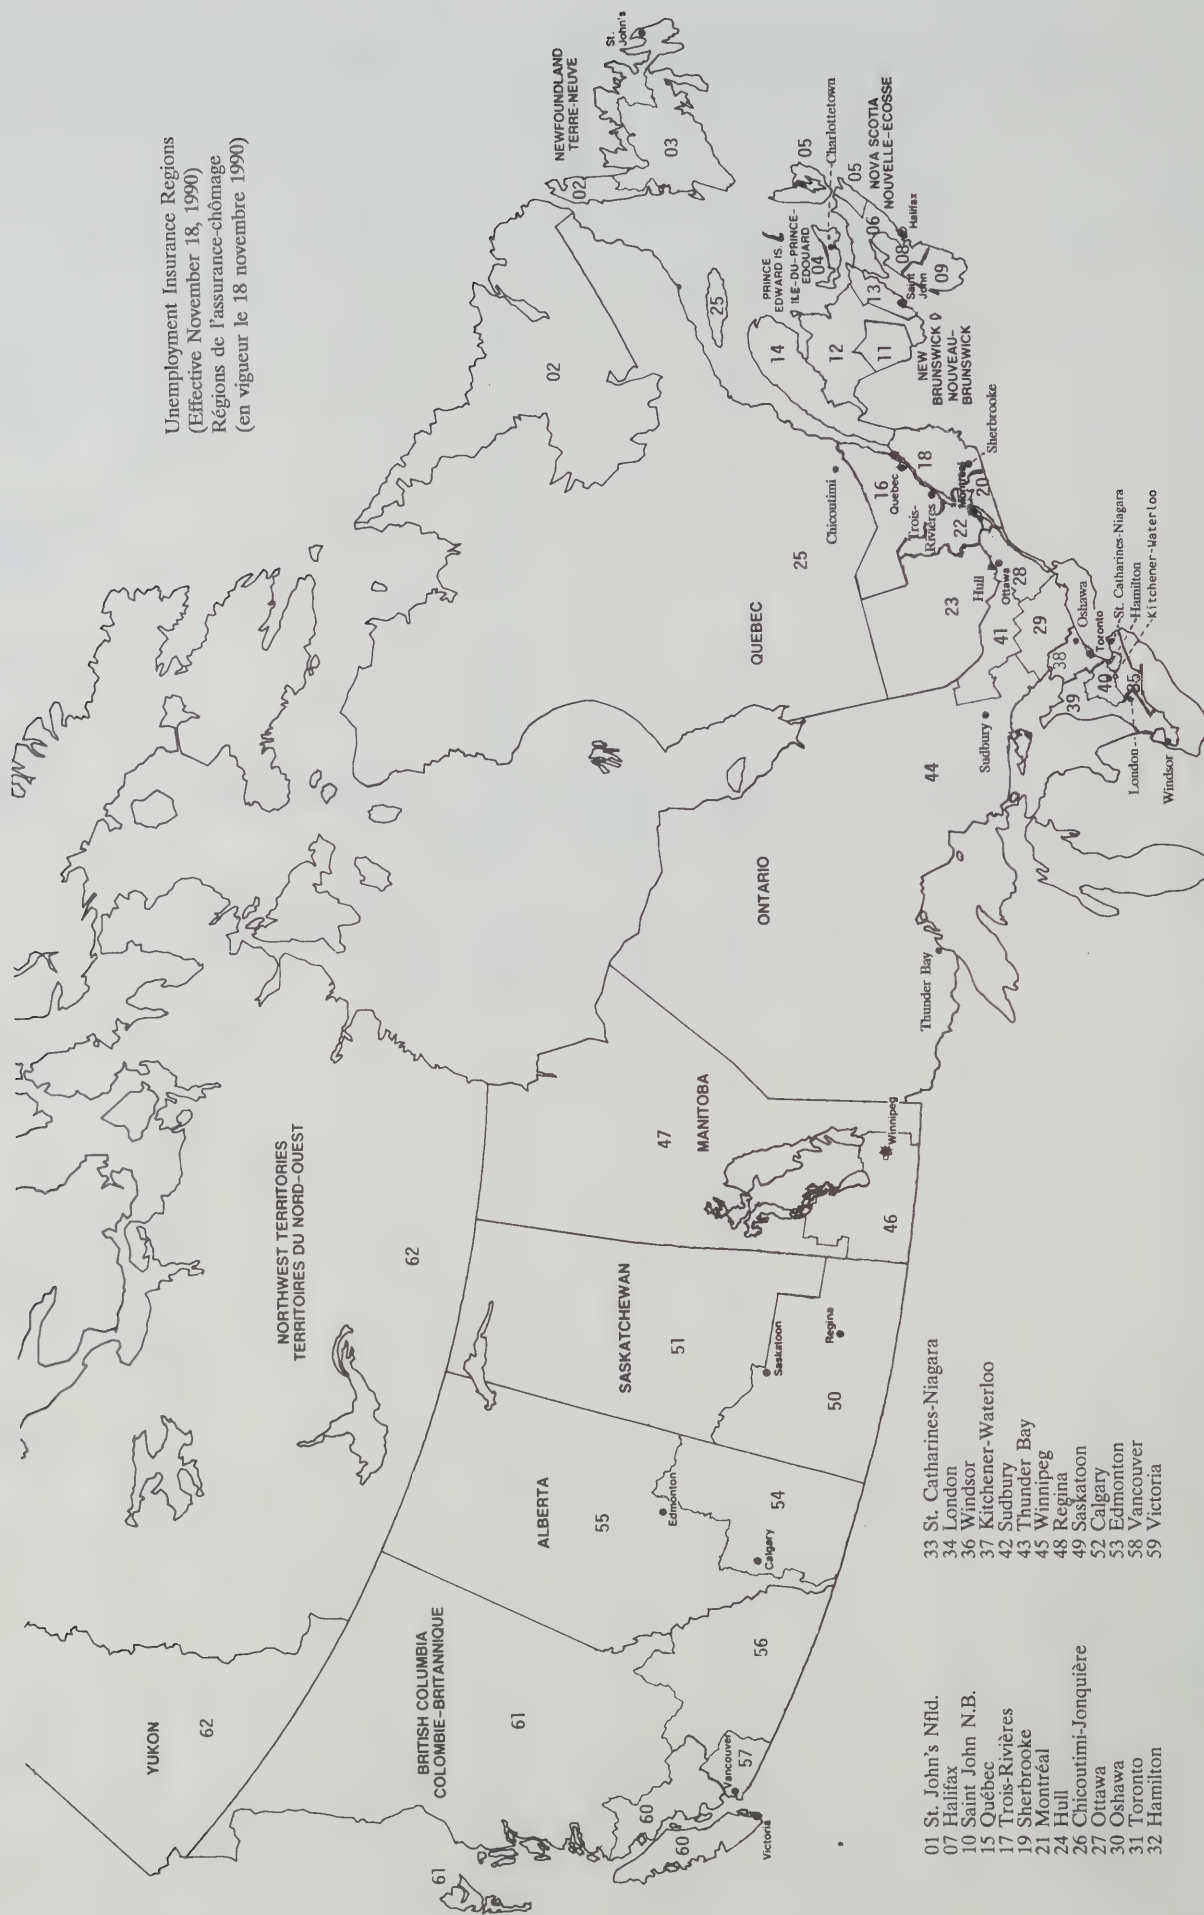 Unemployment Insurance Regions
(Effective November 18, 1990)
Régions de l'assurance-chômage
(en vigueur le 18 novembre 1990)
YUKON
62
NORTHWEST TERRITORIES
TERRITOIRES DU NORD-OUEST
62
BRITISH COLUMBIA
COLOMBIE-BRITANNIQUE
61
61
60
60
57
56
Vancouver
Victoria
ALBERTA
55
Edmonton
54
Calgary
SASKATCHEWAN
51
Saskatoon
50
Regina
MANITOBA
47
46
Winnipeg
ONTARIO
44
Thunder Bay
Sudbury
41
29
28
38
39
40
35
Ottawa
Oshawa
Toronto
St. Catharines-Niagara
Hamilton
Kitchener-Waterloo
London
Windsor
QUEBEC
25
25
Chicoutimi
16
Quebec
18
Trois-
Rivières
22
Montreal
20
Sherbrooke
23
Hull
14
NEWFOUNDLAND
TERRE-NEUVE
02
02
03
St.
John's
PRINCE
EDWARD IS.
ILE-DU-PRINCE-
EDOUARD
04
Charlottetown
NOVA SCOTIA
NOUVELLE-ECOSSE
05
05
06
08
09
Halifax
NEW
BRUNSWICK
NOUVEAU-
BRUNSWICK
12
11
13
Saint
John
01 St. John's Nfld.
07 Halifax
10 Saint John N.B.
15 Québec
17 Trois-Rivières
19 Sherbrooke
21 Montréal
24 Hull
26 Chicoutimi-Jonquière
27 Ottawa
30 Oshawa
31 Toronto
32 Hamilton
33 St. Catharines-Niagara
34 London
36 Windsor
37 Kitchener-Waterloo
42 Sudbury
43 Thunder Bay
45 Winnipeg
48 Regina
49 Saskatoon
52 Calgary
53 Edmonton
58 Vancouver
59 Victoria